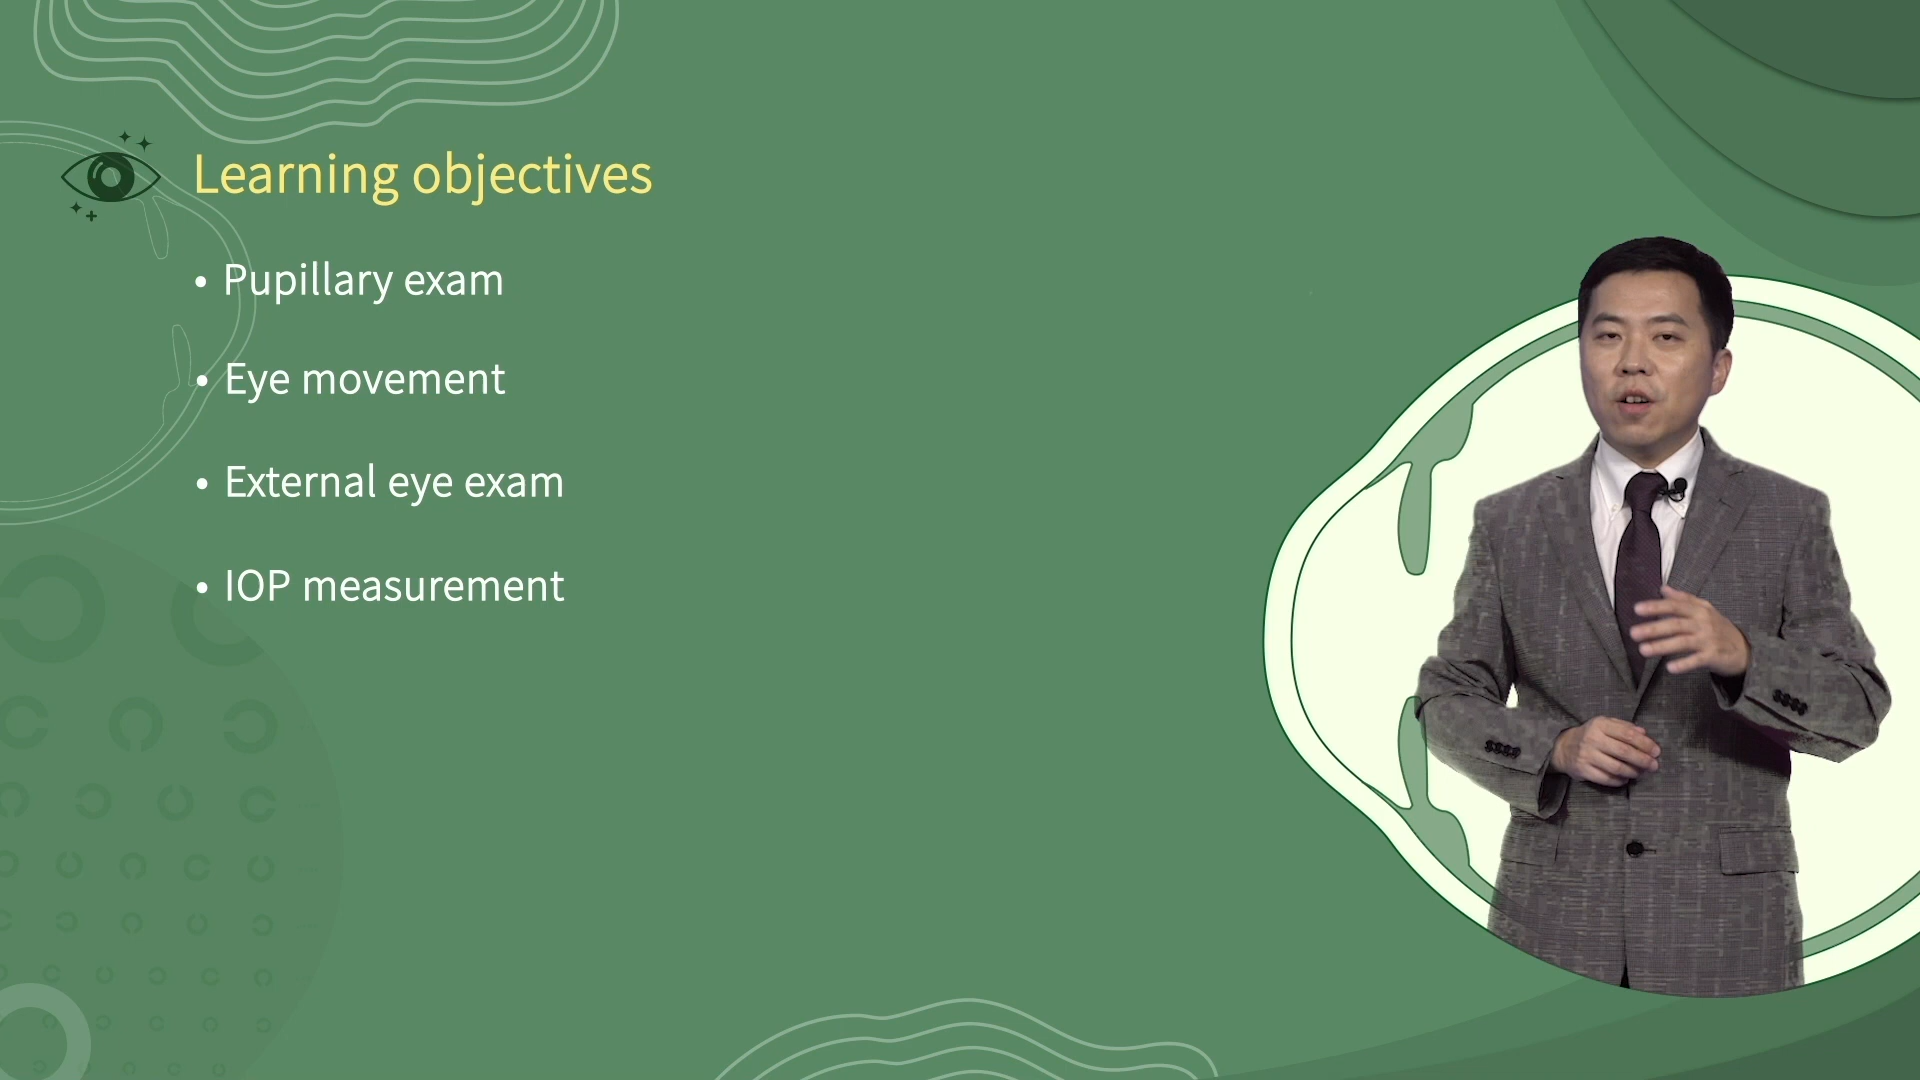 Learning objectives
• Pupillary exam
• Eye movement
• External eye exam
• IOP measurement